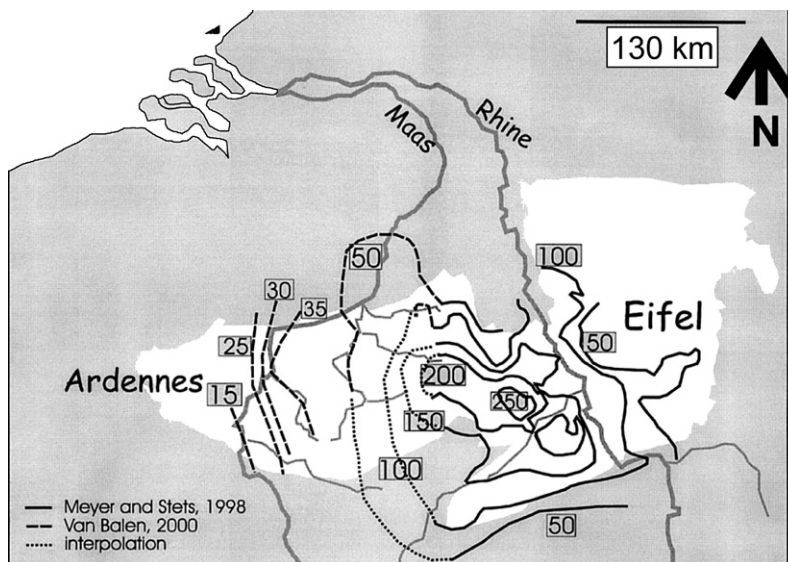 130 km
N
Maas
Rhine
50
100
30
35
25
50
Eifel
Ardennes
15
200
250
150
100
50
Meyer and Stets, 1998
Van Balen, 2000
interpolation